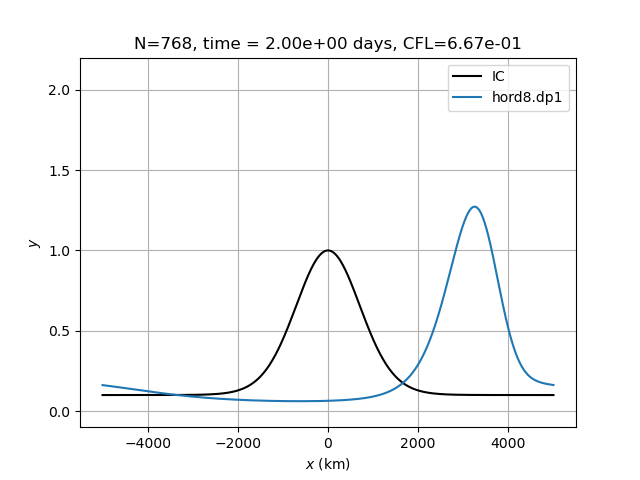 N=768, time = 2.00e+00 days, CFL=6.67e-01
IC
hord8.dp1
2.0
1.5
1.0
0.5
0.0
y
−4000 −2000 0 2000 4000
x (km)